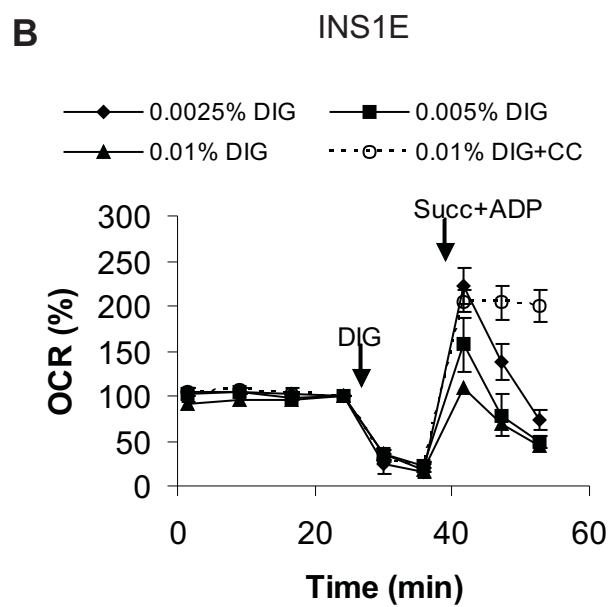 B
INS1E
0.0025% DIG
0.005% DIG
0.01% DIG
0.01% DIG+CC
Succ+ADP
DIG
OCR (%)
300
250
200
150
100
50
0
0
20
40
60
Time (min)